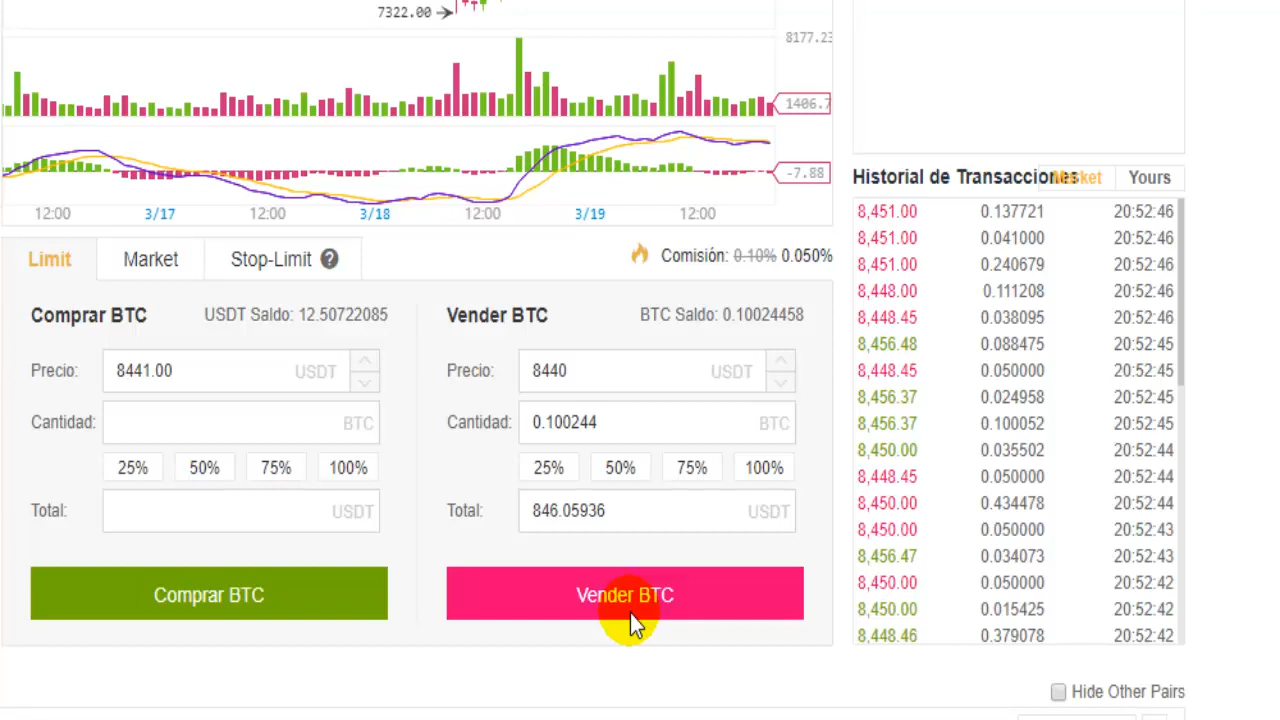 7322.00
8177.23
1406.7
-7.88
12:00 3/17 12:00 3/18 12:00 3/19 12:00
Limit Market Stop-Limit ?
Comisión: 0.10% 0.050%
Comprar BTC USDT Saldo: 12.50722085
Precio: 8441.00 USDT
Cantidad: BTC
25% 50% 75% 100%
Total: USDT
Comprar BTC
Vender BTC BTC Saldo: 0.10024458
Precio: 8440 USDT
Cantidad: 0.100244 BTC
25% 50% 75% 100%
Total: 846.05936 USDT
Vender BTC
Historial de Transacciones Market Yours
8,451.00 0.137721 20:52:46
8,451.00 0.041000 20:52:46
8,451.00 0.240679 20:52:46
8,448.00 0.111208 20:52:46
8,448.45 0.038095 20:52:46
8,456.48 0.088475 20:52:45
8,448.45 0.050000 20:52:45
8,456.37 0.024958 20:52:45
8,456.37 0.100052 20:52:45
8,450.00 0.035502 20:52:44
8,448.45 0.050000 20:52:44
8,450.00 0.434478 20:52:44
8,450.00 0.050000 20:52:43
8,456.47 0.034073 20:52:43
8,450.00 0.050000 20:52:42
8,450.00 0.015425 20:52:42
8,448.46 0.379078 20:52:42
Hide Other Pairs